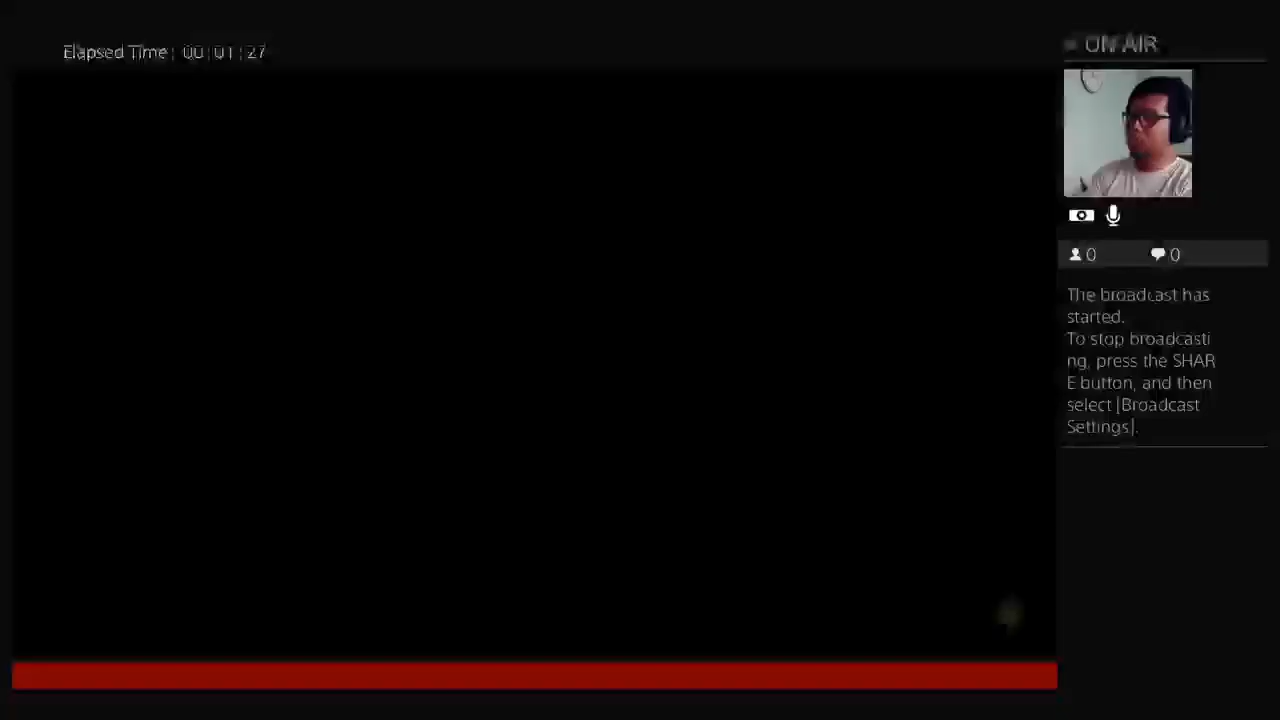 Elapsed Time : 00:01:27
ON AIR
0 0
The broadcast has
started.
To stop broadcasti
ng, press the SHAR
E button, and then
select [Broadcast
Settings].